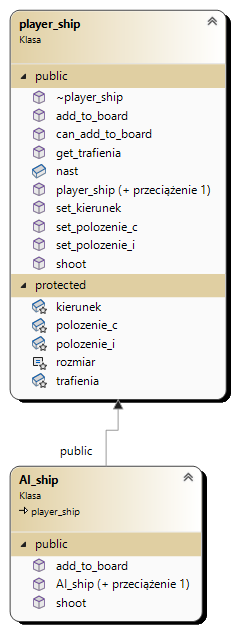 player_ship
Klasa
public
~player_ship
add_to_board
can_add_to_board
get_trafienia
nast
player_ship (+ przeciążenie 1)
set_kierunek
set_polozenie_c
set_polozenie_i
shoot
protected
kierunek
polozenie_c
polozenie_i
rozmiar
trafienia
public
AI_ship
Klasa
player_ship
public
add_to_board
AI_ship (+ przeciążenie 1)
shoot